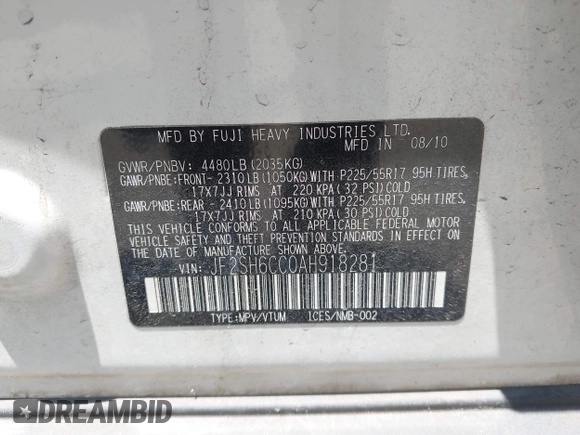 MFD BY FUJI HEAVY INDUSTRIES LTD.
MFD IN 08/10
GVWR/PNBV: 4480LB (2035KG)
GAWR/PNBE:FRONT- 2310LB(1050KG)WITH P225/55R17 95H TIRES,
17X7JJ RIMS AT 220 KPA (32 PSI)COLD
GAWR/PNBE:REAR - 2410LB(1095KG)WITH P225/55R17 95H TIRES,
17X7JJ RIMS AT 210 KPA (30 PSI)COLD
THIS VEHICLE CONFORMS TO ALL APPLICABLE FEDERAL MOTOR
VEHICLE SAFETY AND BUMPER STANDARDS IN EFFECT ON
THE DATE OF MANUFACTURE SHOWN ABOVE.
VIN: JF2SH6CC0AH918281
TYPE:MPV/VTUM ICES/NMB-002
DREAMBID